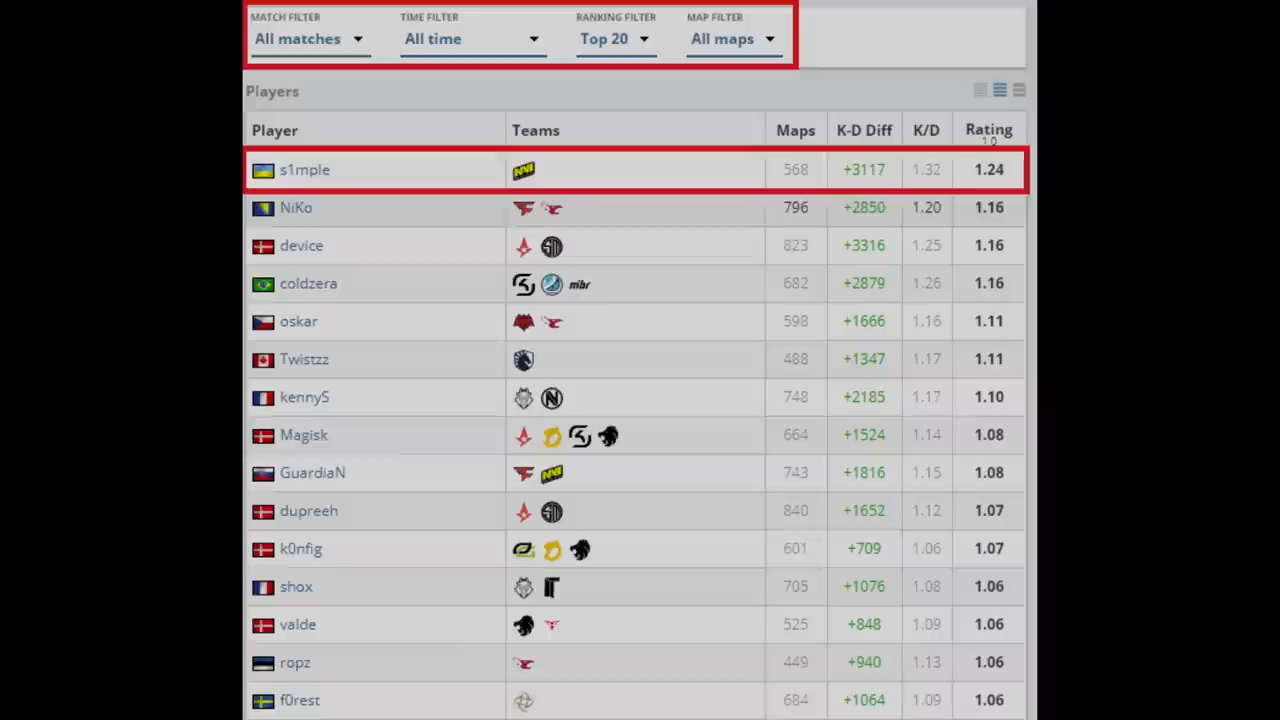 MATCH FILTER TIME FILTER RANKING FILTER MAP FILTER
All matches All time Top 20 All maps
Players
Player Teams Maps K-D Diff K/D Rating 1.0
s1mple 568 +3117 1.32 1.24
NiKo 796 +2850 1.20 1.16
device 823 +3316 1.25 1.16
coldzera mibr 682 +2879 1.26 1.16
oskar 598 +1666 1.16 1.11
Twistzz 488 +1347 1.17 1.11
kennyS 748 +2185 1.17 1.10
Magisk 664 +1524 1.14 1.08
GuardiaN 743 +1816 1.15 1.08
dupreeh 840 +1652 1.12 1.07
k0nfig 601 +709 1.06 1.07
shox 705 +1076 1.08 1.06
valde 525 +848 1.09 1.06
ropz 449 +940 1.13 1.06
f0rest 684 +1064 1.09 1.06